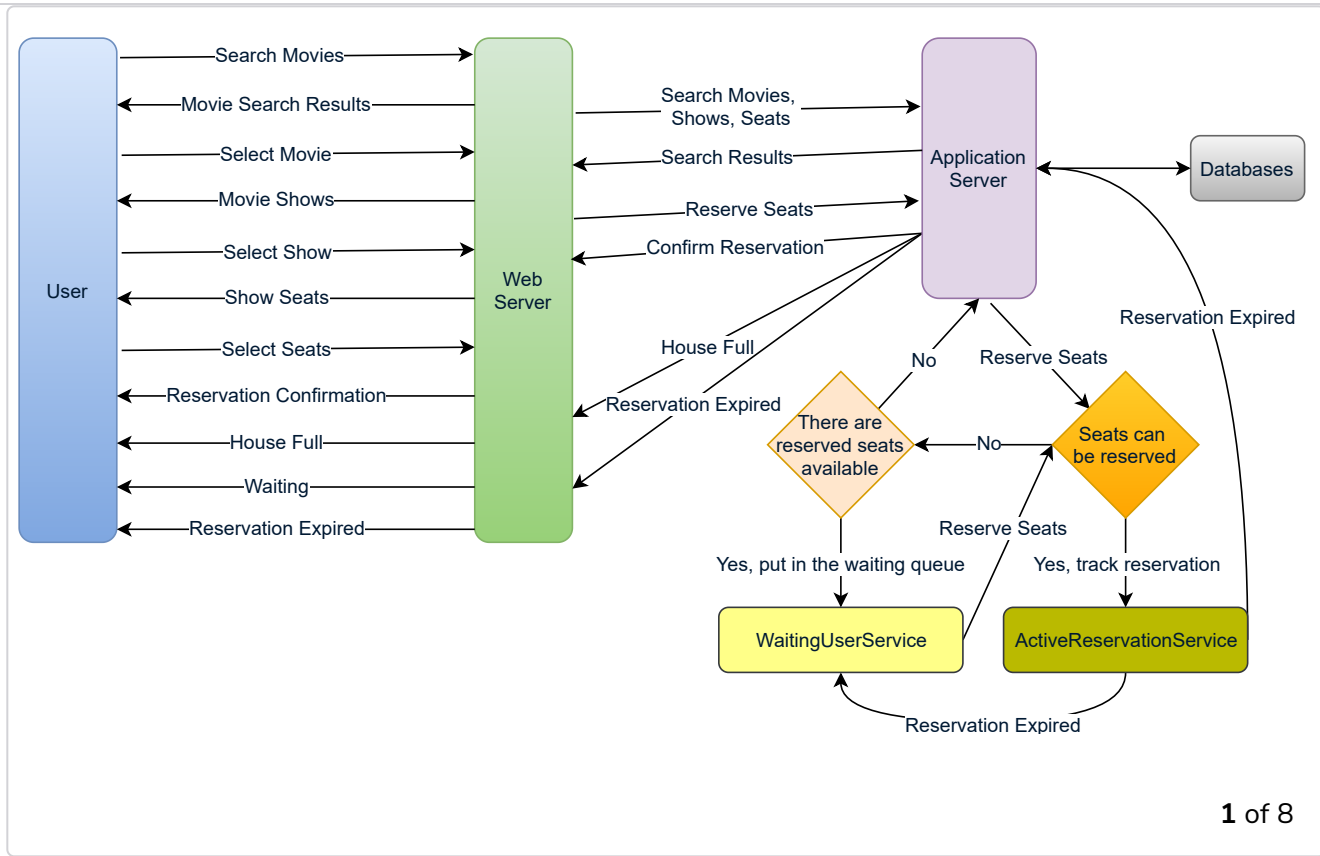 Search Movies
Movie Search Results
Select Movie
Movie Shows
Select Show
Show Seats
Select Seats
Reservation Confirmation
House Full
Waiting
Reservation Expired
User
Web
Server
Search Movies,
Shows, Seats
Search Results
Reserve Seats
Confirm Reservation
House Full
Reservation Expired
Application
Server
Databases
Reservation Expired
No
Reserve Seats
There are
reserved seats
available
No
Seats can
be reserved
Reserve Seats
Yes, put in the waiting queue
Yes, track reservation
WaitingUserService
ActiveReservationService
Reservation Expired
1 of 8